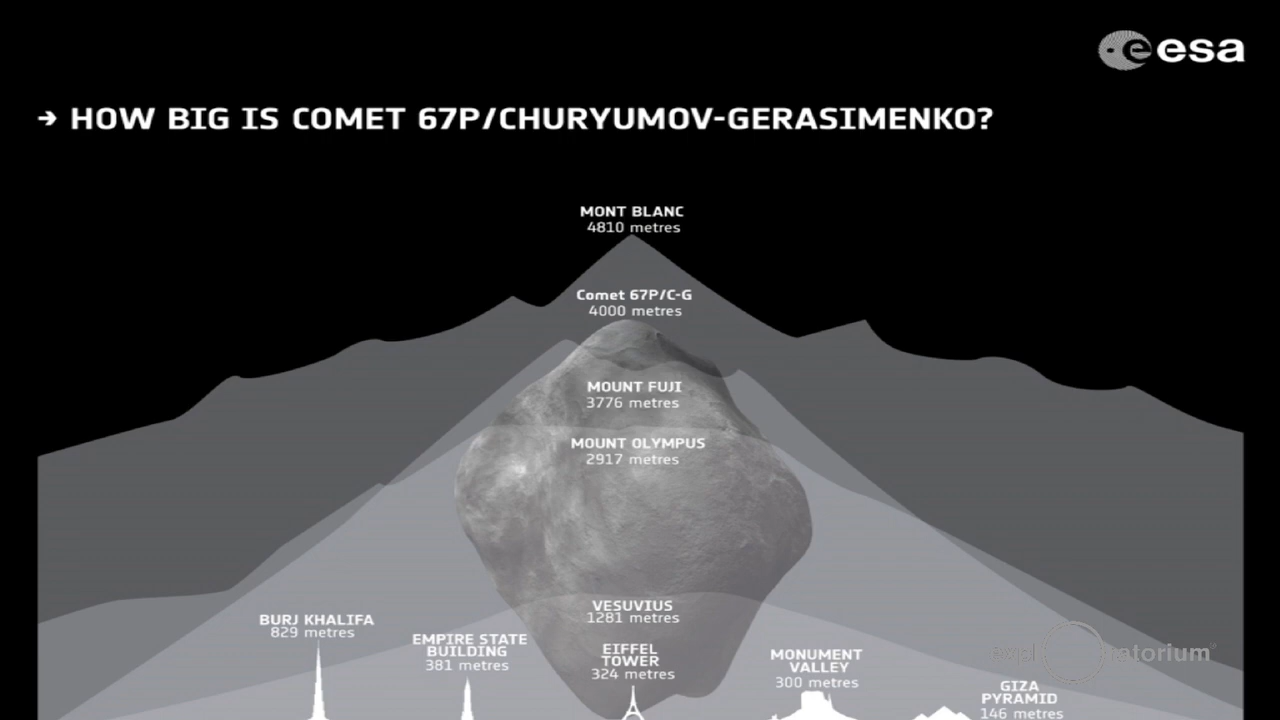 esa
→ HOW BIG IS COMET 67P/CHURYUMOV-GERASIMENKO?
MONT BLANC
4810 metres
Comet 67P/C-G
4000 metres
MOUNT FUJI
3776 metres
MOUNT OLYMPUS
2917 metres
VESUVIUS
1281 metres
BURJ KHALIFA
829 metres
EMPIRE STATE
BUILDING
381 metres
EIFFEL
TOWER
324 metres
MONUMENT
VALLEY
300 metres
expl ratorium®
GIZA
PYRAMID
146 metres